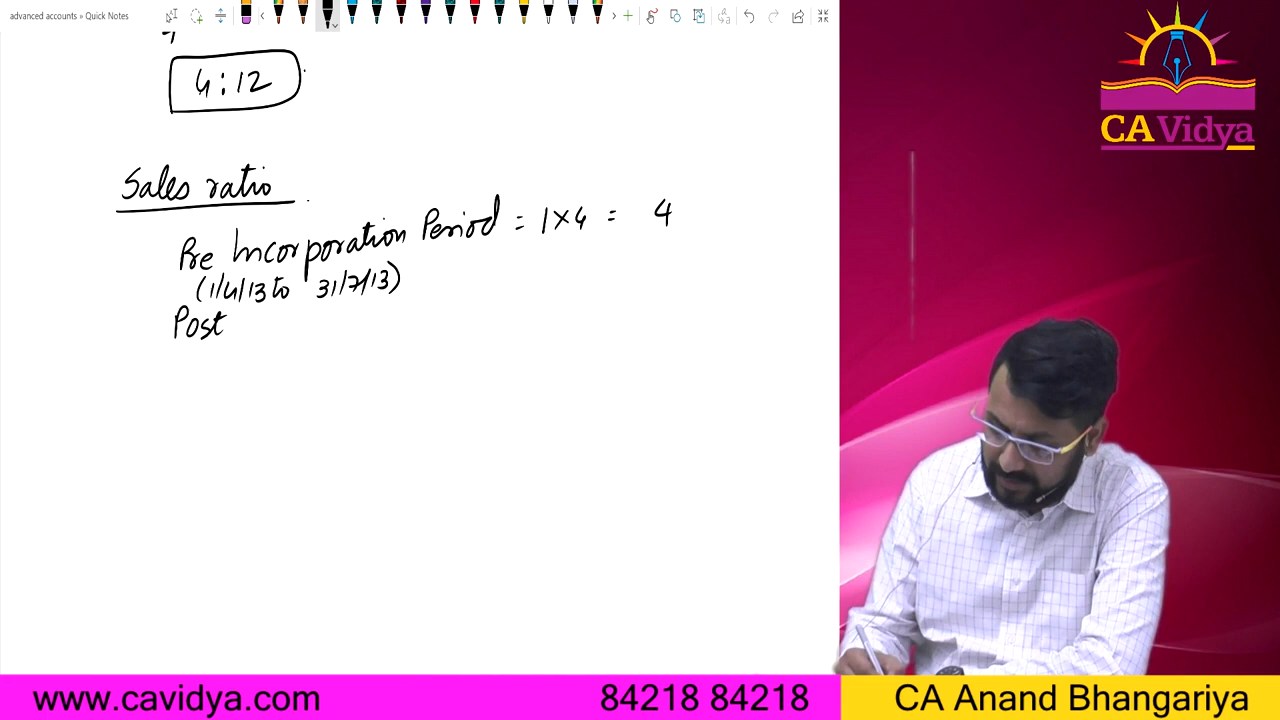 advanced accounts » Quick Notes
4:12
Sales ratio
Pre Incorporation Period = 1×4 = 4
(1/4/13 to 31/7/13)
Post
CA Vidya
www.cavidya.com
84218 84218
CA Anand Bhangariya